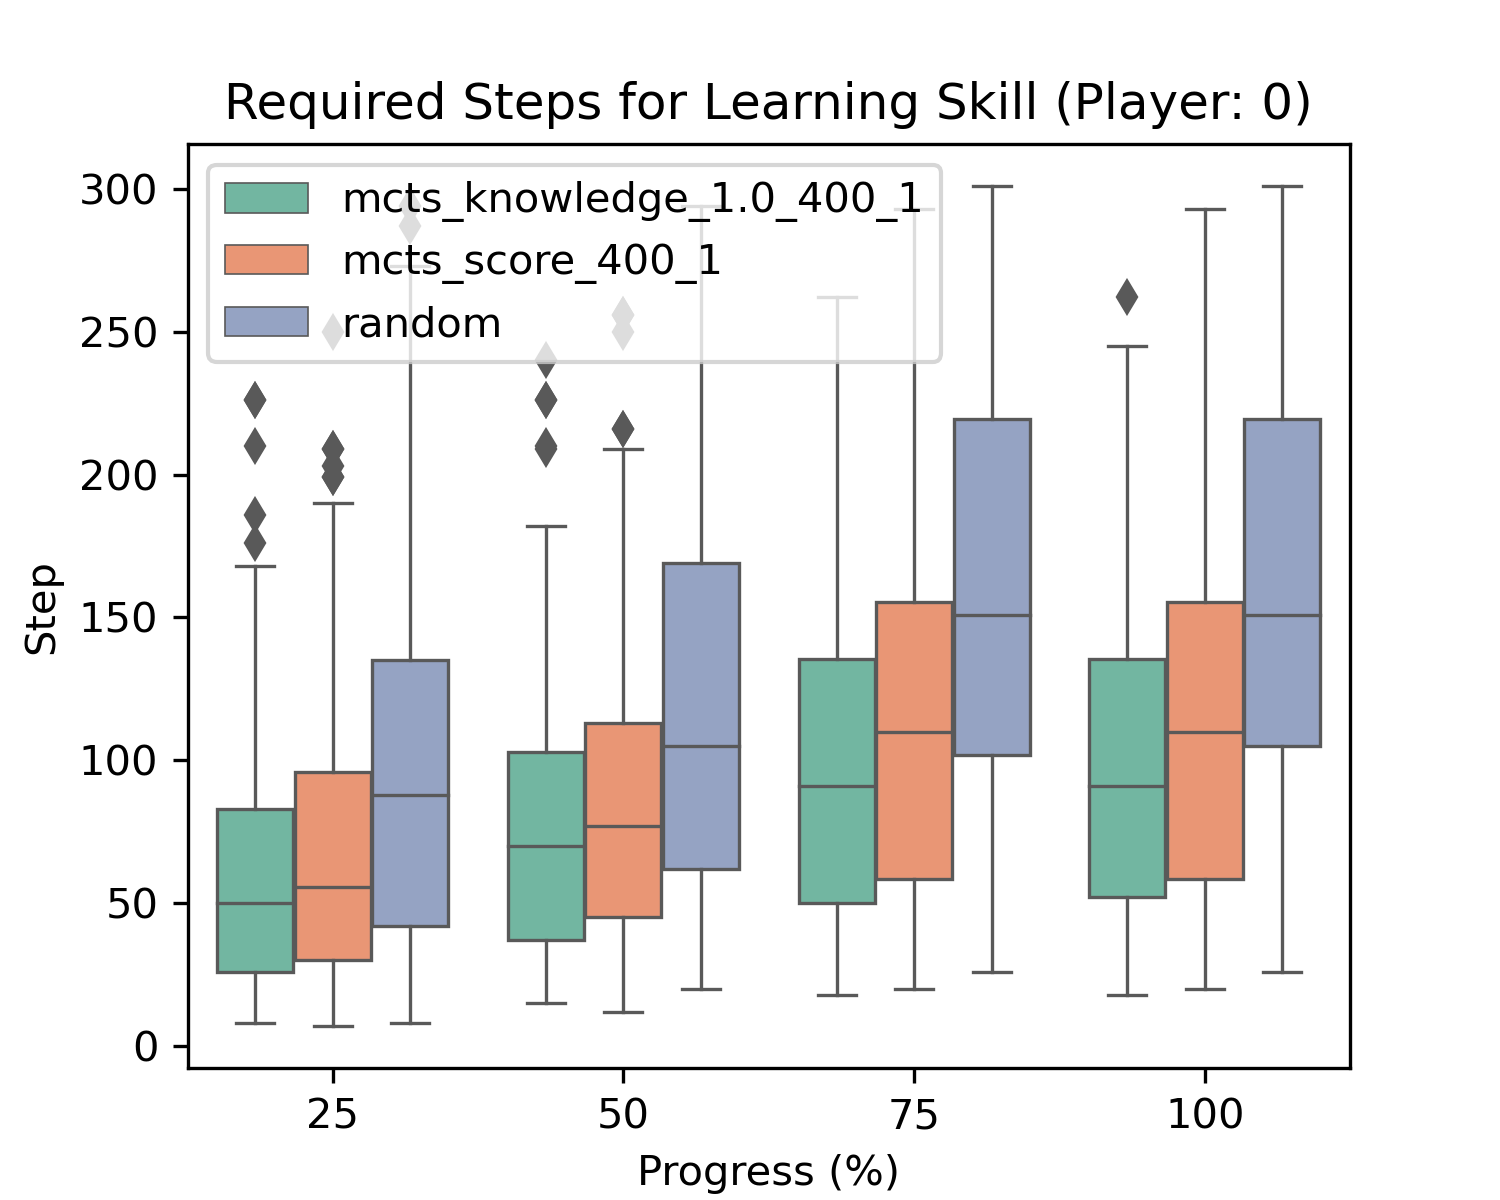 Required Steps for Learning Skill (Player: 0)
mcts_knowledge_1.0_400_1
mcts_score_400_1
random
Step
300
250
200
150
100
50
0
25 50 75 100
Progress (%)